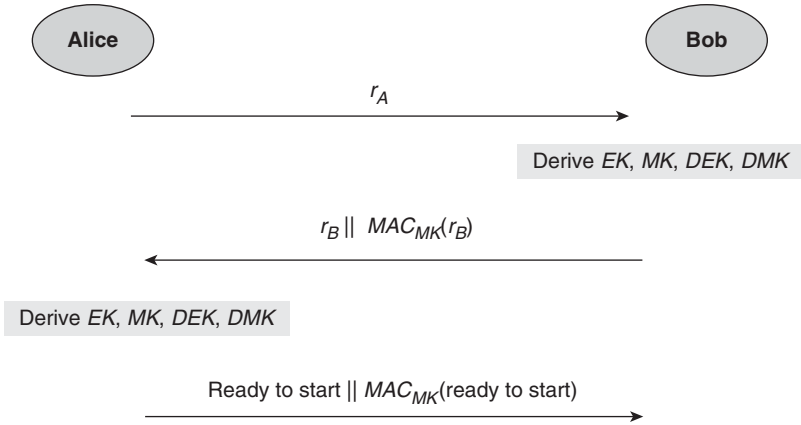 Alice
Bob
r_A
Derive EK, MK, DEK, DMK
r_B || MAC_MK(r_B)
Derive EK, MK, DEK, DMK
Ready to start || MAC_MK(ready to start)